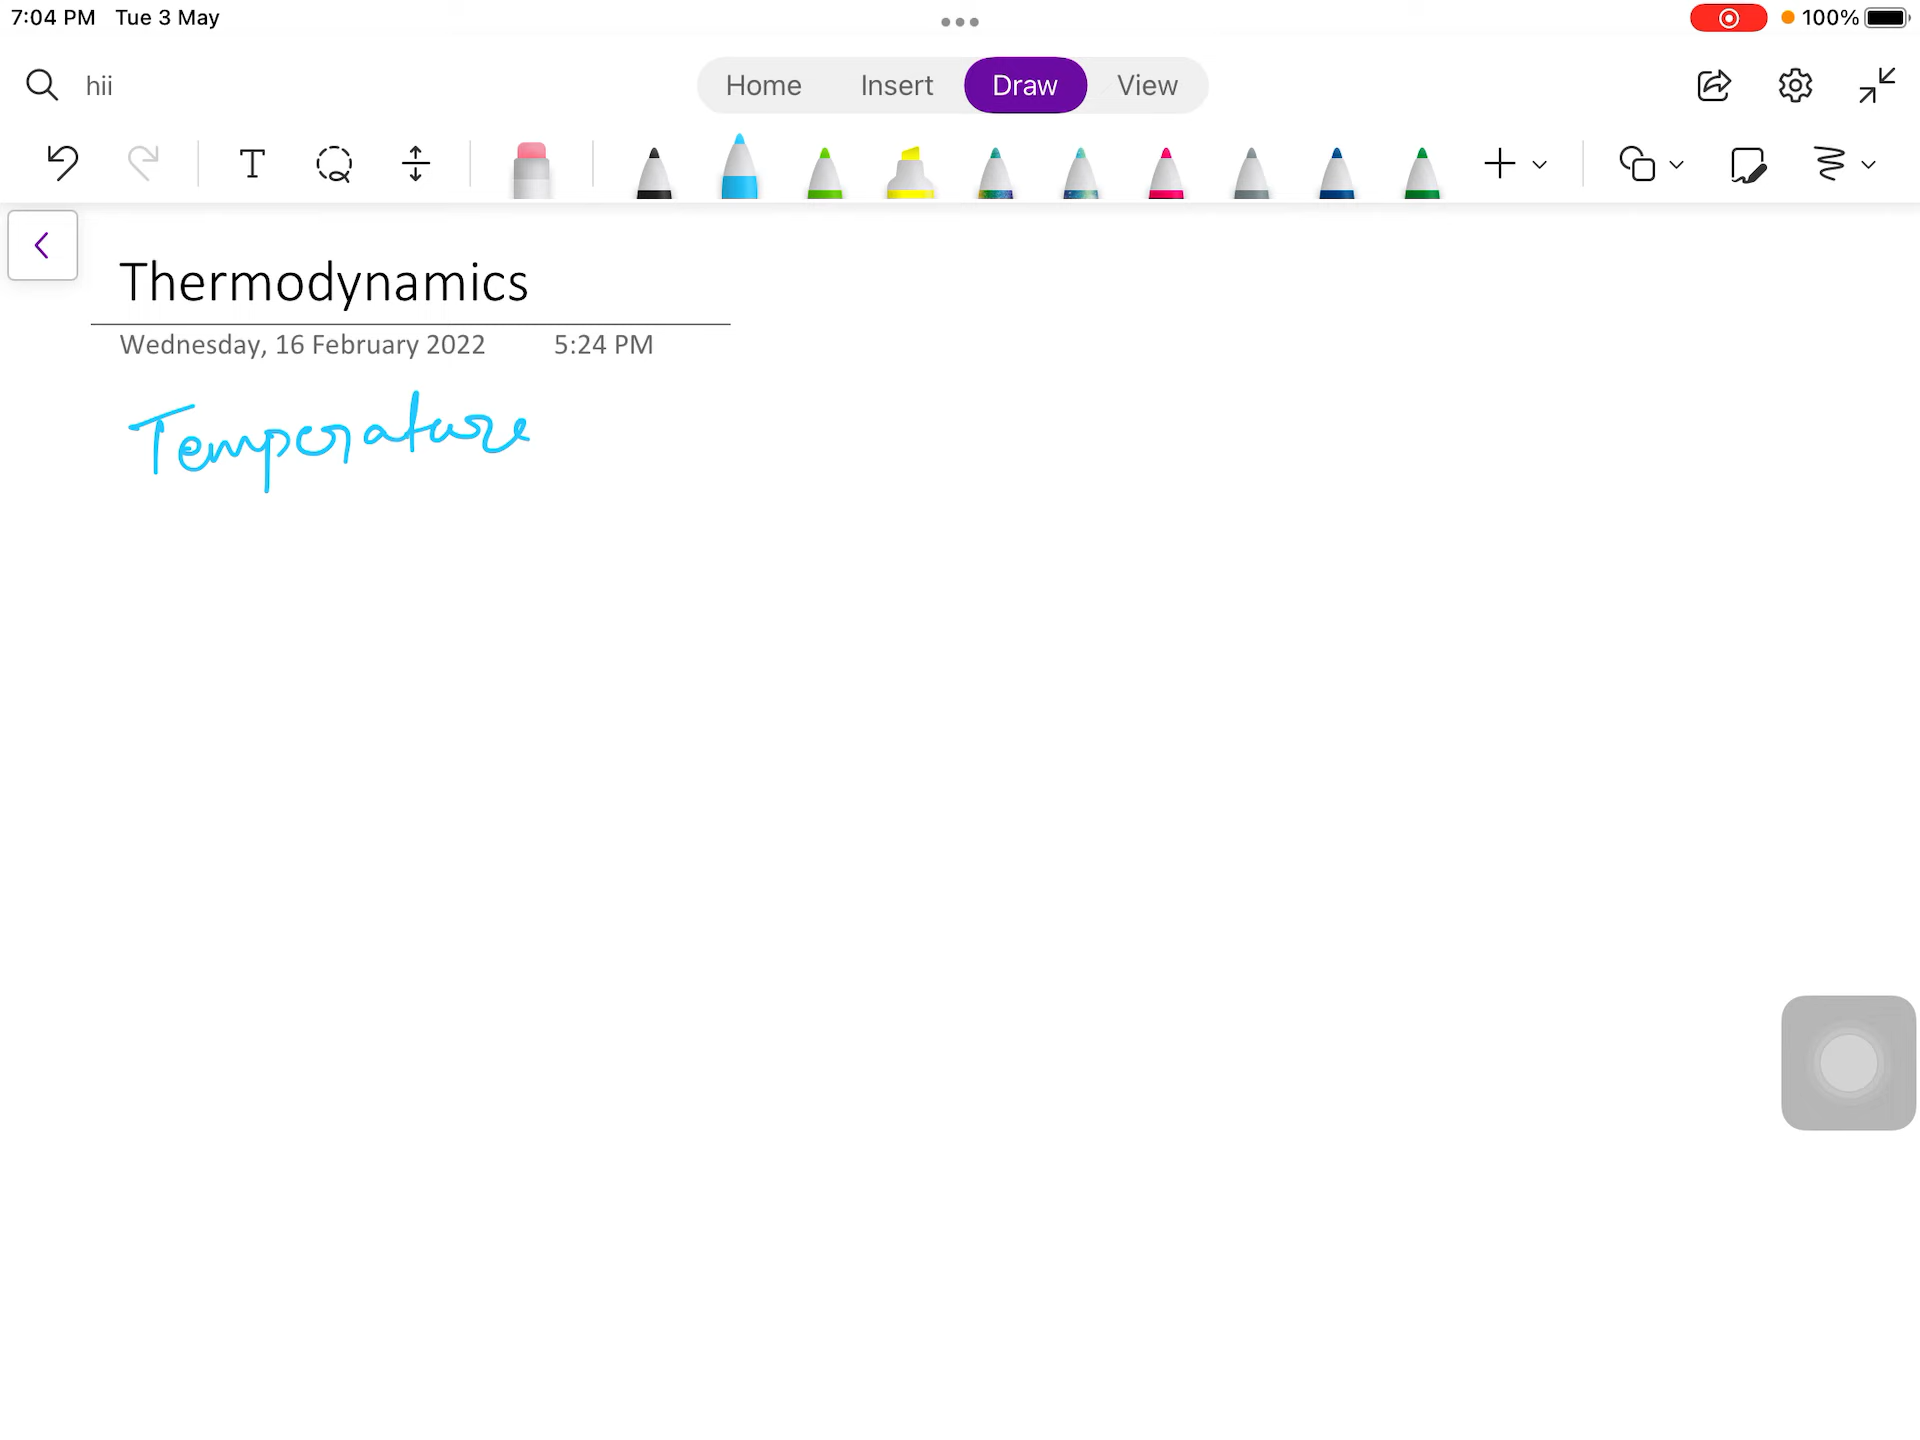 7:04 PM Tue 3 May 100%
hii Home Insert Draw View
T
Thermodynamics
Wednesday, 16 February 2022 5:24 PM
Temperature